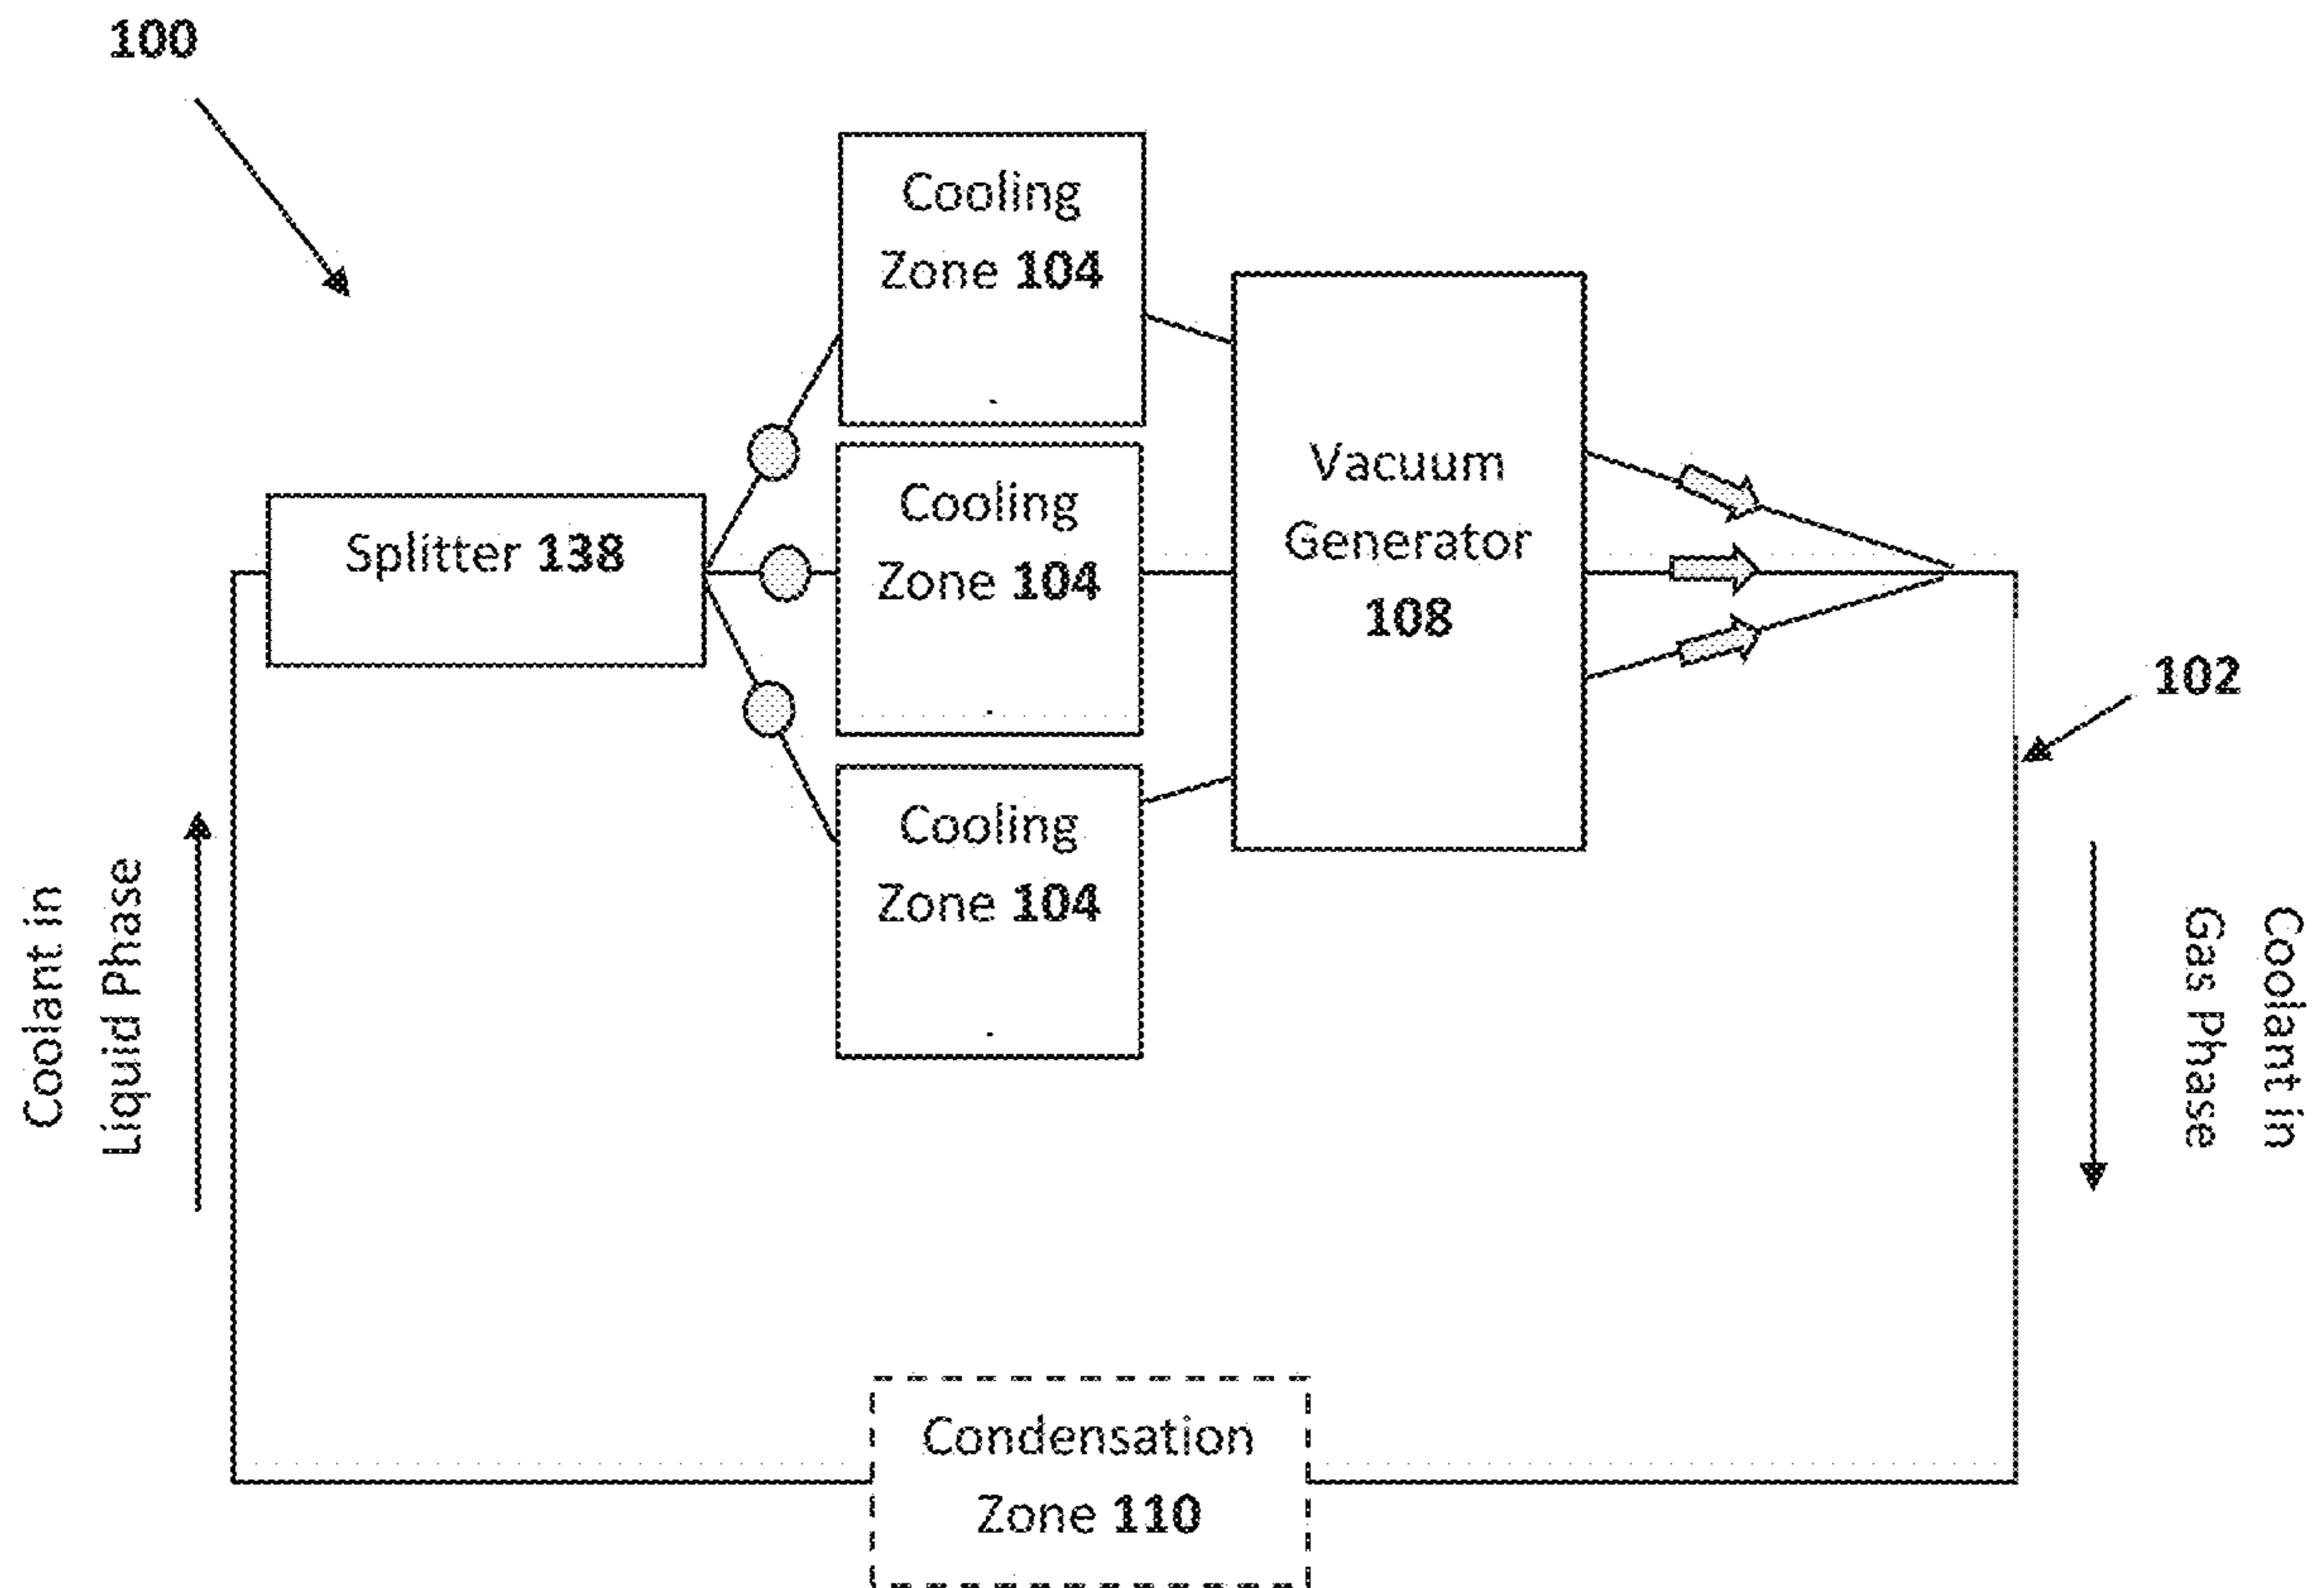 100
Cooling
Zone 104
Splitter 138
Cooling
Zone 104
Cooling
Zone 104
Vacuum
Generator
108
102
Coolant in
Liquid Phase
Coolant in
Gas Phase
Condensation
Zone 110